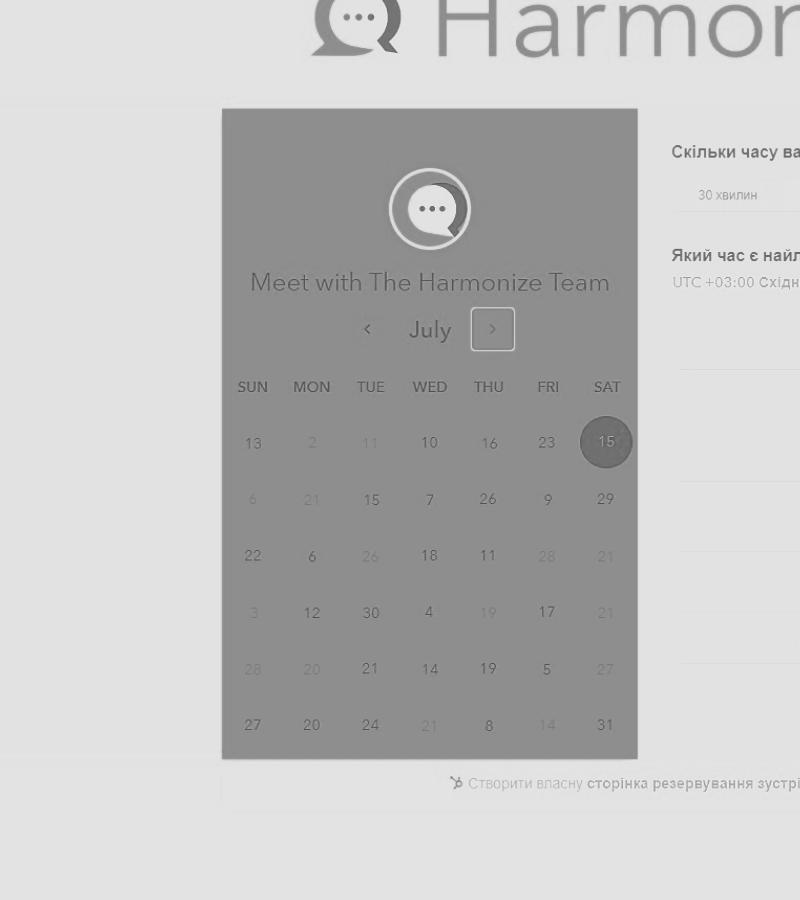 Harmon
Скільки часу ва
30 хвилин
Який час є найл
UTC +03:00 Східн
Meet with The Harmonize Team
July
SUN MON TUE WED THU FRI SAT
13 2 11 10 16 23 15
6 21 15 7 26 9 29
22 6 26 18 11 28 21
3 12 30 4 19 17 21
28 20 21 14 19 5 27
27 20 24 21 8 14 31
Створити власну сторінка резервування зустрі